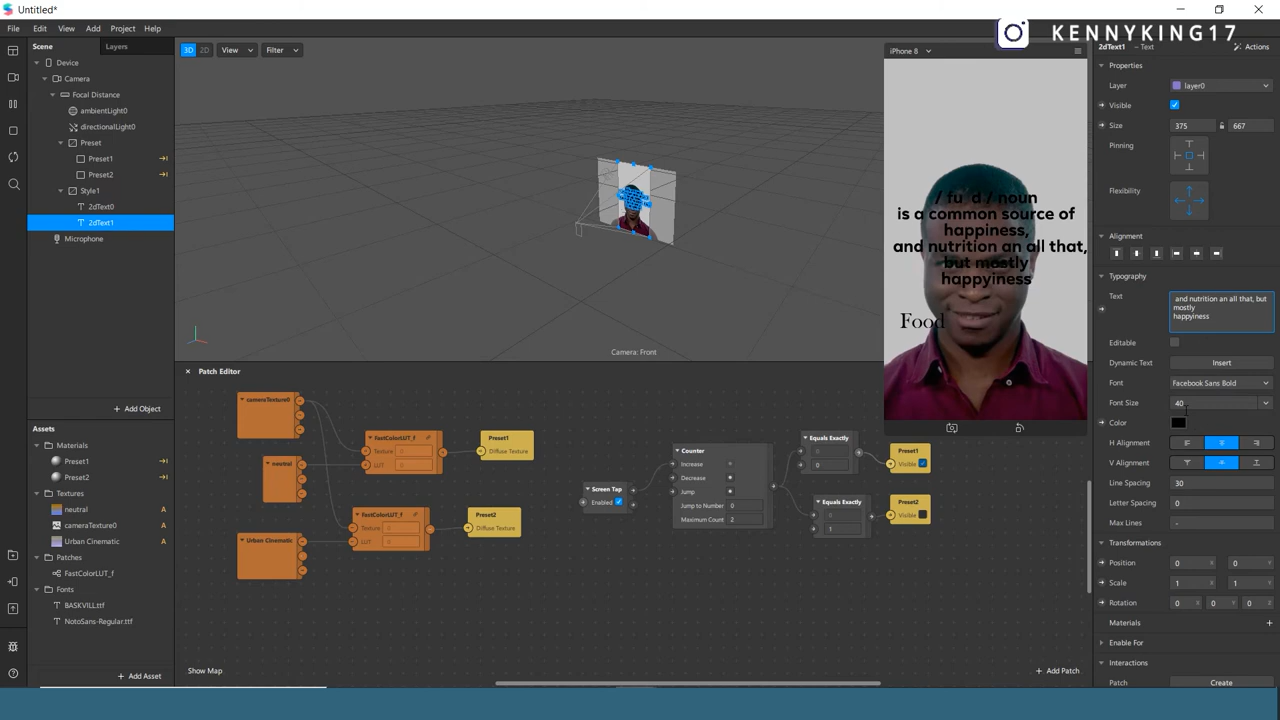 Untitled*
File Edit View Add Project Help
KENNYKING17
Scene Layers
Device
Camera
Focal Distance
ambientLight0
directionalLight0
Preset
Preset1
Preset2
Style1
2dText0
2dText1
Microphone
Add Object
Assets
Materials
Preset1
Preset2
Textures
neutral A
cameraTexture0 A
Urban Cinematic A
Patches
FastColorLUT_f
Fonts
BASKVILL.ttf
NotoSans-Regular.ttf
Add Asset
3D 2D View Filter
Camera: Front
iPhone 8
/ fu d / noun
is a common source of
happiness,
and nutrition an all that,
but mostly
happyiness
Food
Patch Editor
cameraTexture0
neutral
Urban Cinematic
FastColorLUT_f
Texture 0
LUT 0
Preset1
Diffuse Texture
FastColorLUT_f
Texture 0
LUT 0
Preset2
Diffuse Texture
Screen Tap
Enabled
Counter
Increase
Decrease
Jump
Jump to Number 0
Maximum Count 2
Equals Exactly
0
0
Equals Exactly
0
1
Preset1
Visible
Preset2
Visible
Show Map
Add Patch
2dText1 - Text Actions
Properties
Layer layer0
Visible
Size 375 667
Pinning
Flexibility
Alignment
Typography
Text
and nutrition an all that, but
mostly
happyiness
Editable
Dynamic Text Insert
Font Facebook Sans Bold
Font Size 40
Color
H Alignment
V Alignment
Line Spacing 30
Letter Spacing 0
Max Lines -
Transformations
Position 0 0
Scale 1 1
Rotation 0 0 0
Materials
Enable For
Interactions
Patch Create